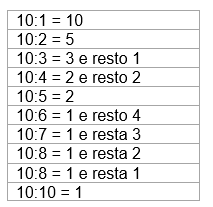 10:1 = 10
10:2 = 5
10:3 = 3 e resto 1
10:4 = 2 e resto 2
10:5 = 2
10:6 = 1 e resto 4
10:7 = 1 e resta 3
10:8 = 1 e resta 2
10:8 = 1 e resta 1
10:10 = 1